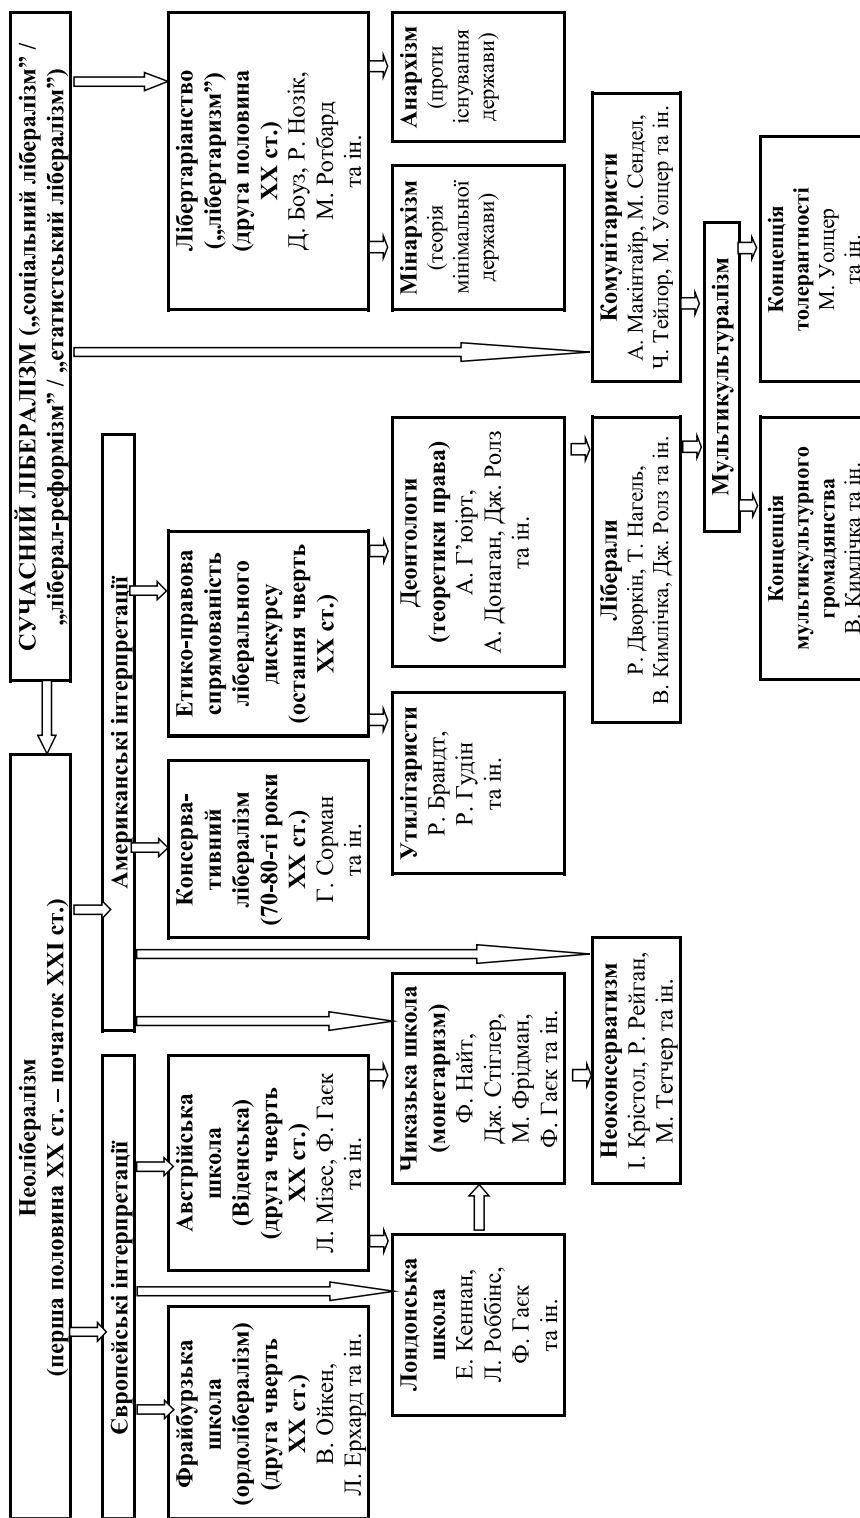 СУЧАСНИЙ ЛІБЕРАЛІЗМ („соціальний лібералізм” /
„ліберал-реформізм” / „етатистський лібералізм”)
Неолібералізм
(перша половина ХХ ст. – початок ХХІ ст.)
Європейські інтерпретації
Американські інтерпретації
Фрайбурзька
школа
(ордолібералізм)
(друга чверть
ХХ ст.)
В. Ойкен,
Л. Ерхард та ін.
Австрійська
школа
(Віденська)
(друга чверть
ХХ ст.)
Л. Мізес, Ф. Гаєк
та ін.
Консерва-
тивний
лібералізм
(70-80-ті роки
ХХ ст.)
Г. Сорман
та ін.
Етико-правова
спрямованість
ліберального
дискурсу
(остання чверть
ХХ ст.)
Лібертаріанство
(„лібертаризм”)
(друга половина
ХХ ст.)
Д. Боуз, Р. Нозік,
М. Ротбард
та ін.
Лондонська
школа
Е. Кеннан,
Л. Роббінс,
Ф. Гаєк
та ін.
Чиказька школа
(монетаризм)
Ф. Найт,
Дж. Стіглер,
М. Фрідман,
Ф. Гаєк та ін.
Утилітаристи
Р. Брандт,
Р. Гудін
та ін.
Деонтологи
(теоретики права)
А. Г’юірт,
А. Донаган, Дж. Ролз
та ін.
Мінархізм
(теорія
мінімальної
держави)
Анархізм
(проти
існування
держави)
Неоконсерватизм
І. Крістол, Р. Рейган,
М. Тетчер та ін.
Ліберали
Р. Дворкін, Т. Нагель,
В. Кимлічка, Дж. Ролз та ін.
Комунітаристи
А. Макінтайр, М. Сендел,
Ч. Тейлор, М. Уолцер та ін.
Мультикультуралізм
Концепція
мультикультурного
громадянства
В. Кимлічка та ін.
Концепція
толерантності
М. Уолцер
та ін.